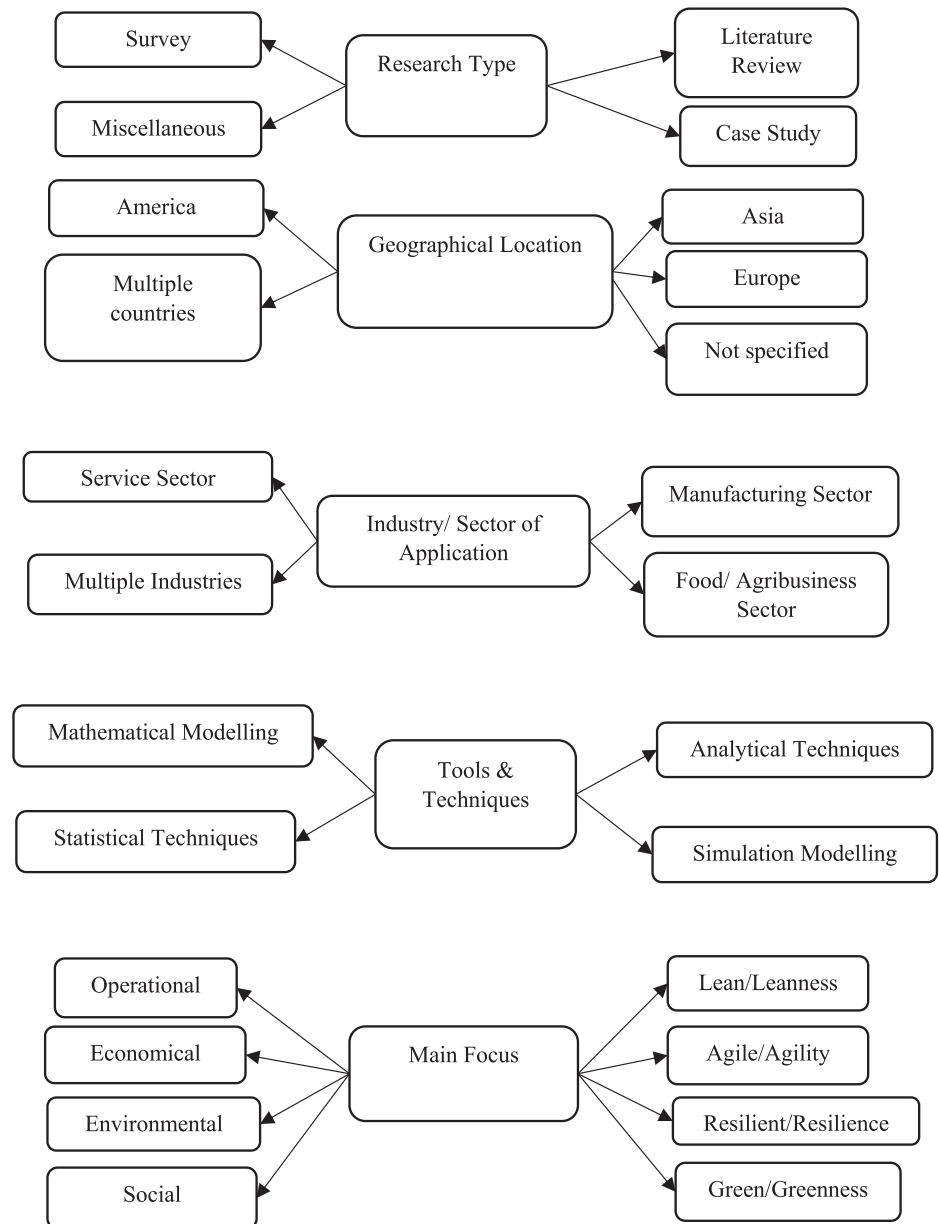 Survey
Miscellaneous
Research Type
Literature
Review
Case Study
America
Multiple
countries
Geographical Location
Asia
Europe
Not specified
Service Sector
Multiple Industries
Industry/ Sector of
Application
Manufacturing Sector
Food/ Agribusiness
Sector
Mathematical Modelling
Statistical Techniques
Tools &
Techniques
Analytical Techniques
Simulation Modelling
Operational
Economical
Environmental
Social
Main Focus
Lean/Leanness
Agile/Agility
Resilient/Resilience
Green/Greenness